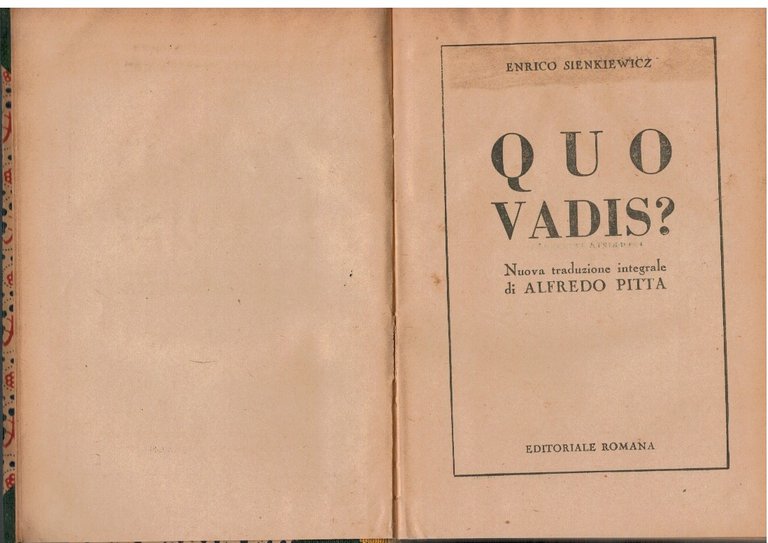 ENRICO SIENKIEWICZ
QUO
VADIS?
Nuova traduzione integrale
di ALFREDO PITTA
EDITORIALE ROMANA